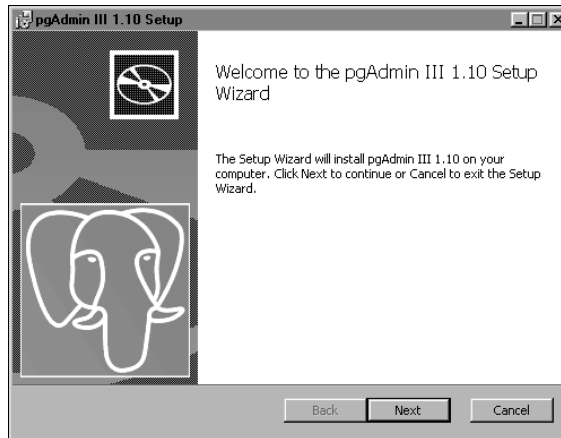 pgAdmin III 1.10 Setup
Welcome to the pgAdmin III 1.10 Setup
Wizard
The Setup Wizard will install pgAdmin III 1.10 on your
computer. Click Next to continue or Cancel to exit the Setup
Wizard.
Back Next Cancel